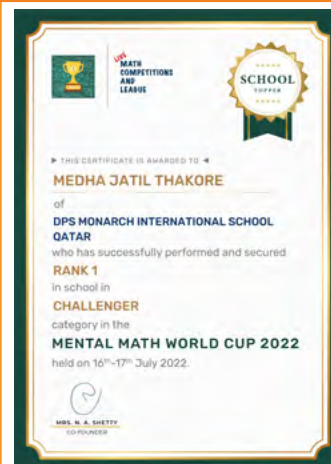 LIVE
MATH
COMPETITIONS
AND
LEAGUE
SCHOOL
TOPPER
THIS CERTIFICATE IS AWARDED TO
MEDHA JATIL THAKORE
of
DPS MONARCH INTERNATIONAL SCHOOL
QATAR
who has successfully performed and secured
RANK 1
in school in
CHALLENGER
category in the
MENTAL MATH WORLD CUP 2022
held on 16th-17th July 2022.
MRS. N. A. SHETTY
CO-FOUNDER